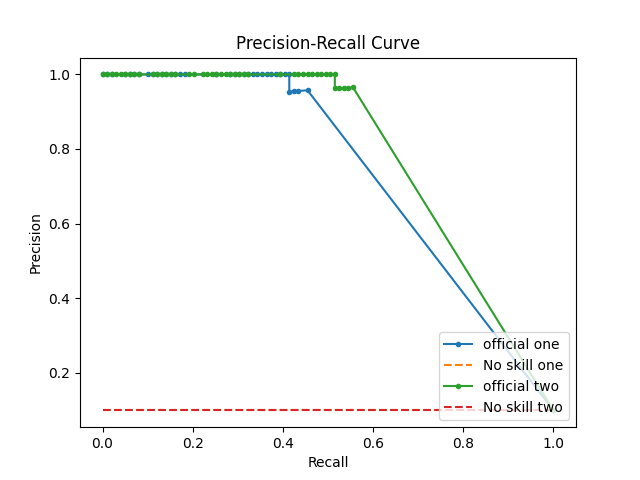 Precision-Recall Curve
Precision
1.0
0.8
0.6
0.4
0.2
official one
No skill one
official two
No skill two
0.0
0.2
0.4
0.6
0.8
1.0
Recall